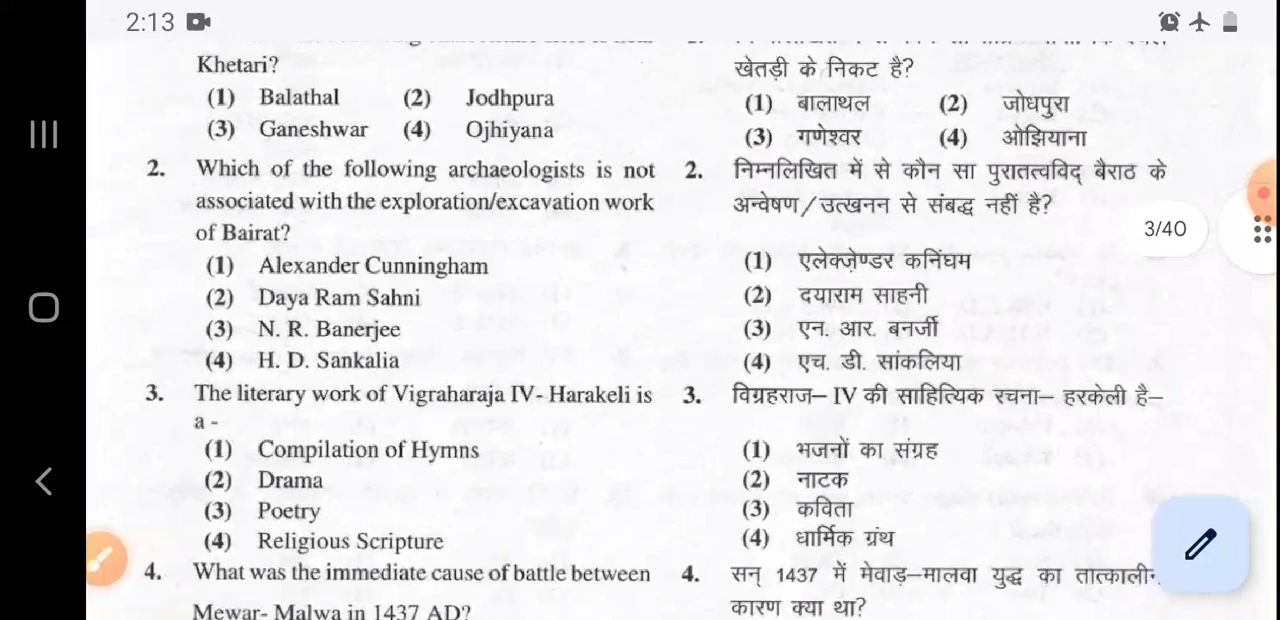 2:13
Khetari?
(1) Balathal (2) Jodhpura
(3) Ganeshwar (4) Ojhiyana
2. Which of the following archaeologists is not
associated with the exploration/excavation work
of Bairat?
(1) Alexander Cunningham
(2) Daya Ram Sahni
(3) N. R. Banerjee
(4) H. D. Sankalia
3. The literary work of Vigraharaja IV- Harakeli is
a -
(1) Compilation of Hymns
(2) Drama
(3) Poetry
(4) Religious Scripture
4. What was the immediate cause of battle between
Mewar- Malwa in 1437 AD?
खेतड़ी के निकट है?
(1) बालाथल (2) जोधपुरा
(3) गणेश्वर (4) ओझियाना
2. निम्नलिखित में से कौन सा पुरातत्वविद् बैराठ के
अन्वेषण/उत्खनन से संबद्ध नहीं है?
(1) एलेक्ज़ेण्डर कनिंघम
(2) दयाराम साहनी
(3) एन. आर. बनर्जी
(4) एच. डी. सांकलिया
3. विग्रहराज– IV की साहित्यिक रचना– हरकेली है–
(1) भजनों का संग्रह
(2) नाटक
(3) कविता
(4) धार्मिक ग्रंथ
4. सन् 1437 में मेवाड़–मालवा युद्ध का
कारण क्या था?
3/40